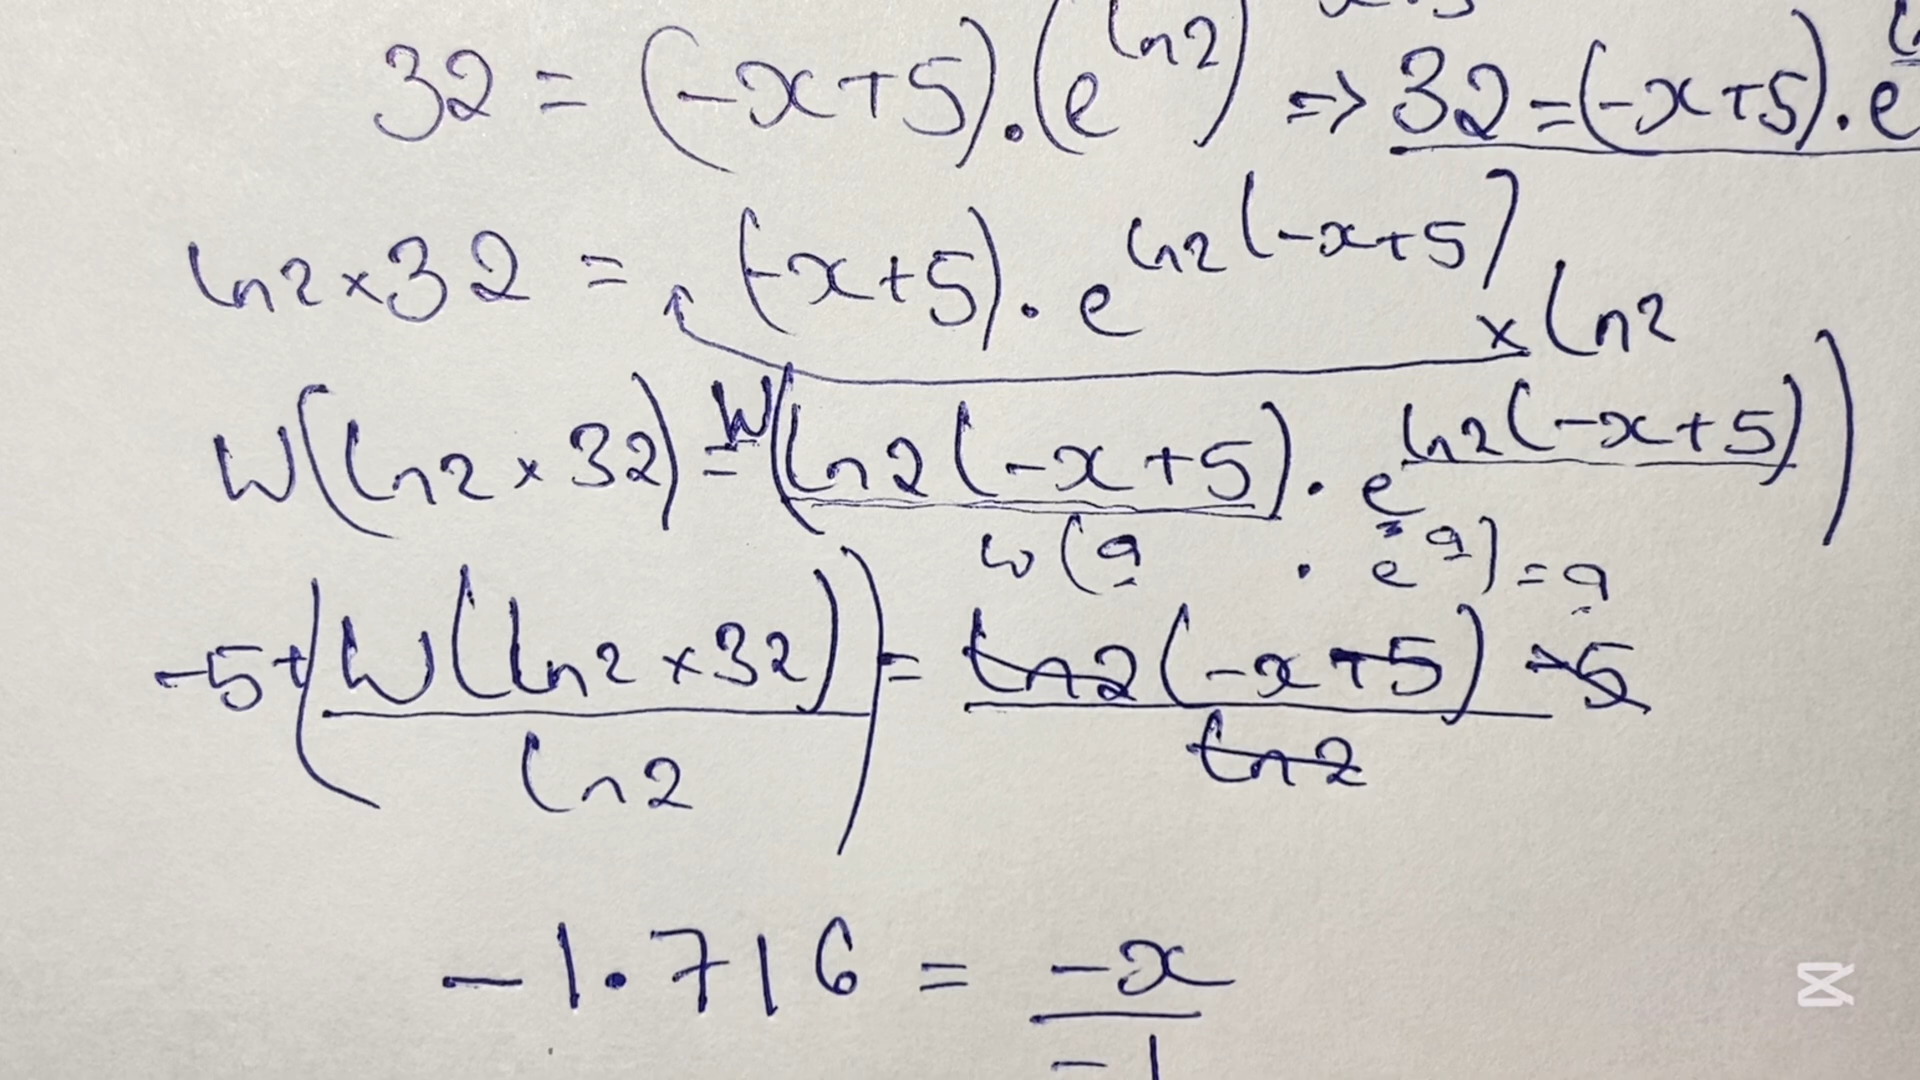 32 = (-x+5).(e^ln2) => 32=(-x+5).e
ln2×32 = (-x+5).e^ln2(-x+5)
×ln2
W(ln2×32)=W(ln2(-x+5).e^ln2(-x+5))
w(a . e^a)=a
-5+(W(ln2×32)/ln2)=ln2(-x+5)/ln2 -5
-1.716 = -x/-1